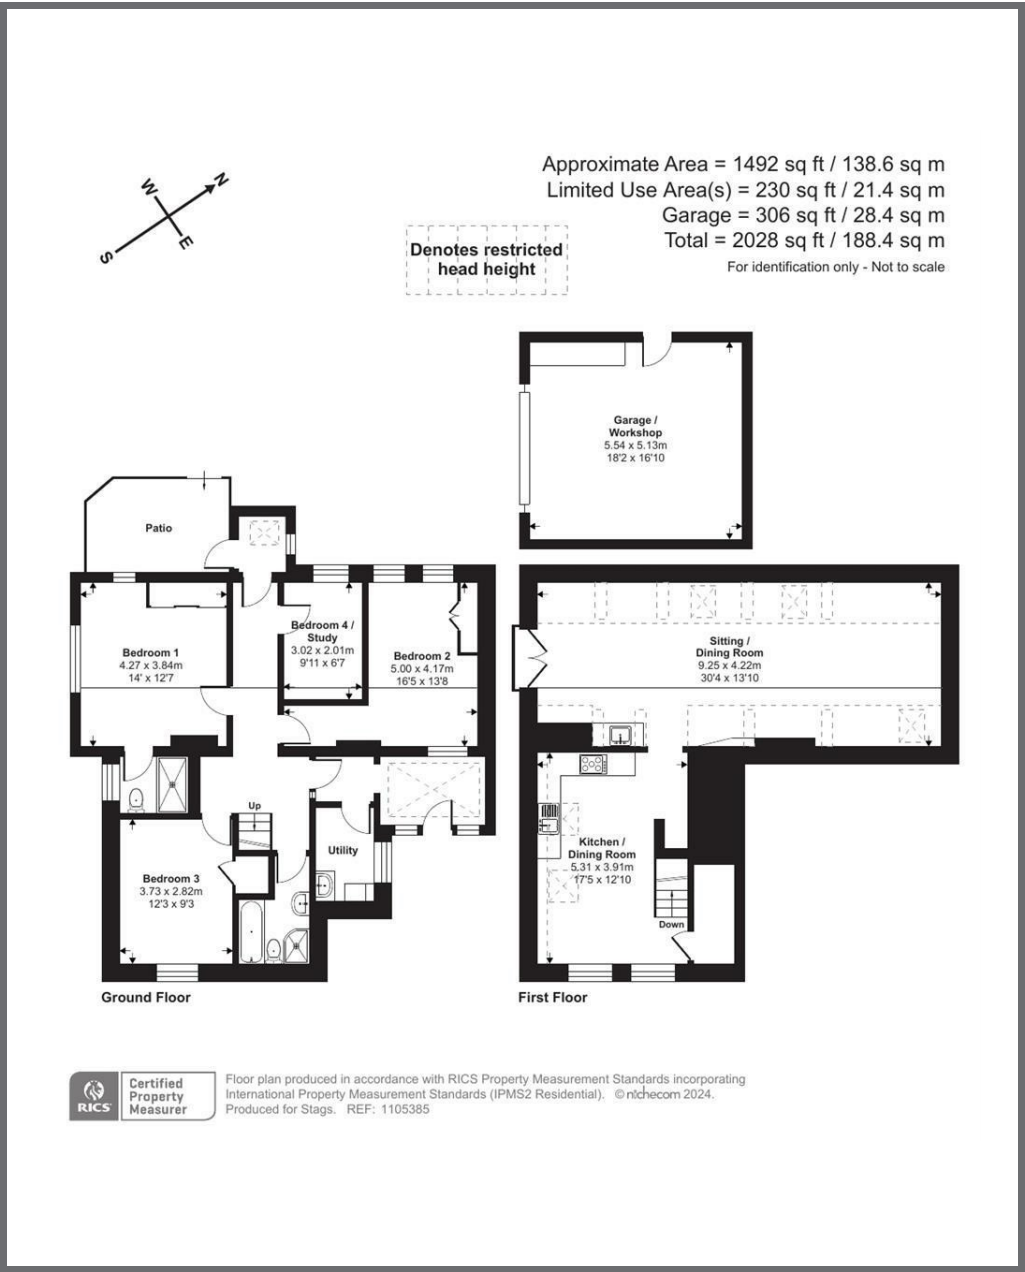 Approximate Area = 1492 sq ft / 138.6 sq m
Limited Use Area(s) = 230 sq ft / 21.4 sq m
Garage = 306 sq ft / 28.4 sq m
Total = 2028 sq ft / 188.4 sq m
For identification only - Not to scale
W
N
S
E
Denotes restricted
head height
Garage /
Workshop
5.54 x 5.13m
18'2 x 16'10
Patio
Bedroom 1
4.27 x 3.84m
14' x 12'7
Bedroom 4 /
Study
3.02 x 2.01m
9'11 x 6'7
Bedroom 2
5.00 x 4.17m
16'5 x 13'8
Up
Utility
Bedroom 3
3.73 x 2.82m
12'3 x 9'3
Ground Floor
Sitting /
Dining Room
9.25 x 4.22m
30'4 x 13'10
Kitchen /
Dining Room
5.31 x 3.91m
17'5 x 12'10
Down
First Floor
RICS
Certified
Property
Measurer
Floor plan produced in accordance with RICS Property Measurement Standards incorporating
International Property Measurement Standards (IPMS2 Residential). © nichecom 2024.
Produced for Stags. REF: 1105385